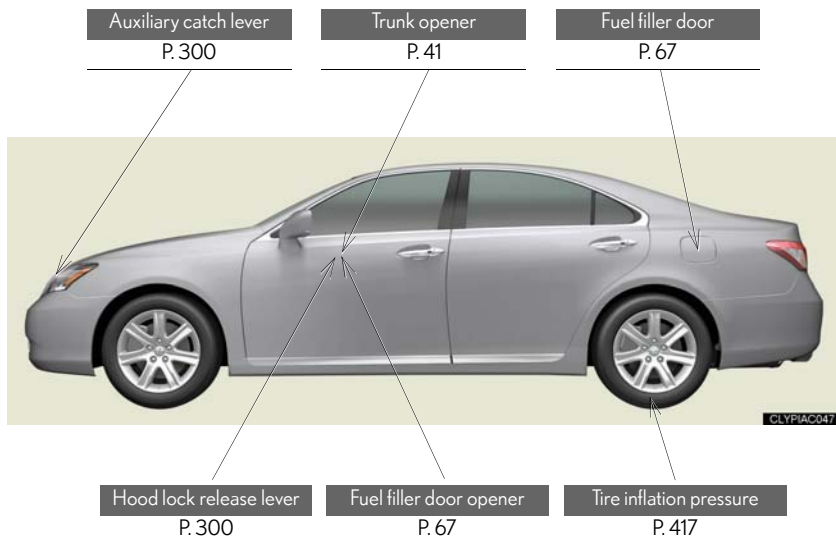 Auxiliary catch lever
P. 300
Trunk opener
P. 41
Fuel filler door
P. 67
CLYPIAC047
Hood lock release lever
P. 300
Fuel filler door opener
P. 67
Tire inflation pressure
P. 417